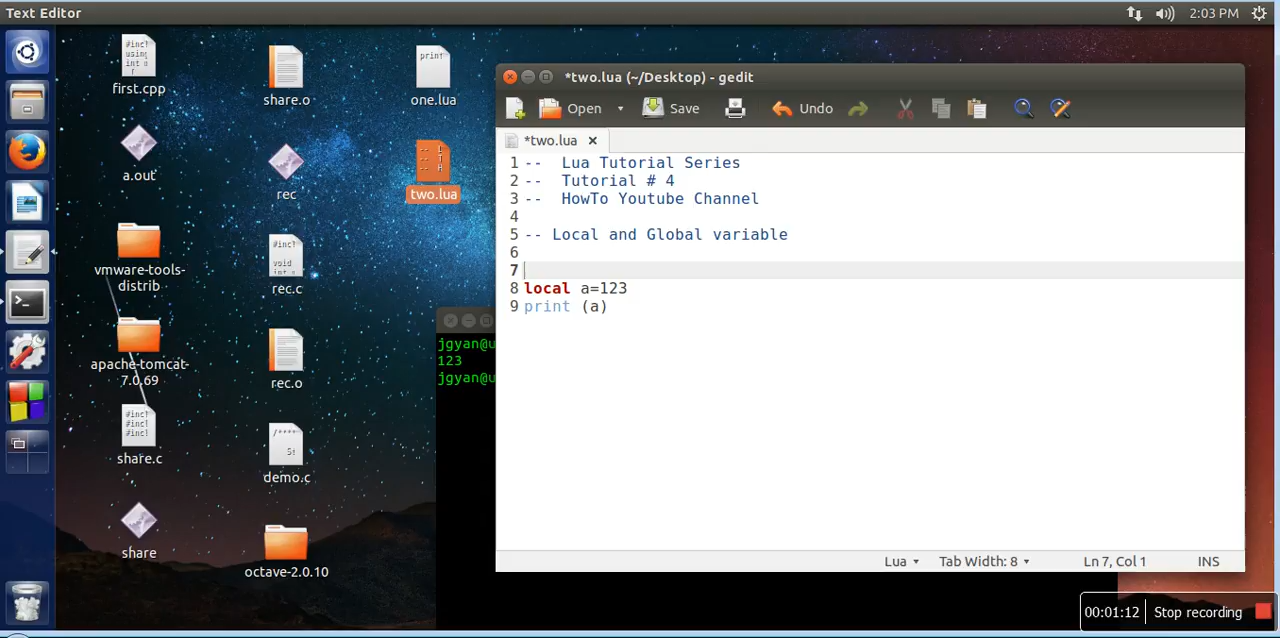 Text Editor
2:03 PM
first.cpp
share.o
one.lua
a.out
rec
two.lua
vmware-tools-
distrib
rec.c
apache-tomcat-
7.0.69
rec.o
share.c
demo.c
share
octave-2.0.10
*two.lua (~/Desktop) - gedit
Open
Save
Undo
*two.lua
1 --  Lua Tutorial Series
2 --  Tutorial # 4
3 --  HowTo Youtube Channel
4
5 -- Local and Global variable
6
7
8 local a=123
9 print (a)
Lua
Tab Width: 8
Ln 7, Col 1
INS
jgyan@u
123
jgyan@u
00:01:12
Stop recording